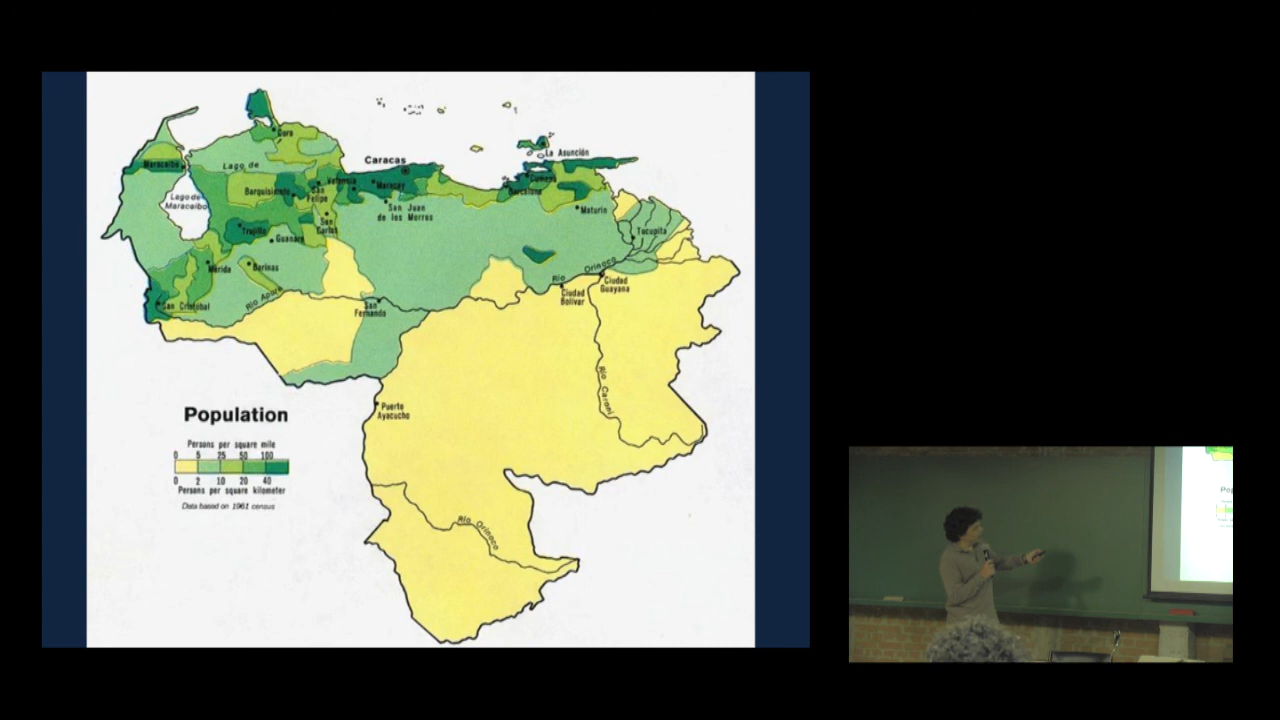 Coro
La Asunción
Caracas
Maracaibo
Lago de
Valencia
Maracay
Cumaná
Barcelona
Barquisimeto
San
Felipe
Lago de
Maracaibo
San Juan
de los Morros
Maturín
San
Carlos
Trujillo
Guanare
Tucupita
Mérida
Barinas
Río Orinoco
Ciudad
Guayana
Ciudad
Bolívar
Río Apure
San Cristóbal
San
Fernando
Río Caroní
Puerto
Ayacucho
Population
Persons per square mile
0 5 25 50 100
0 2 10 20 40
Persons per square kilometer
Data based on 1961 census
Río Orinoco
Pop